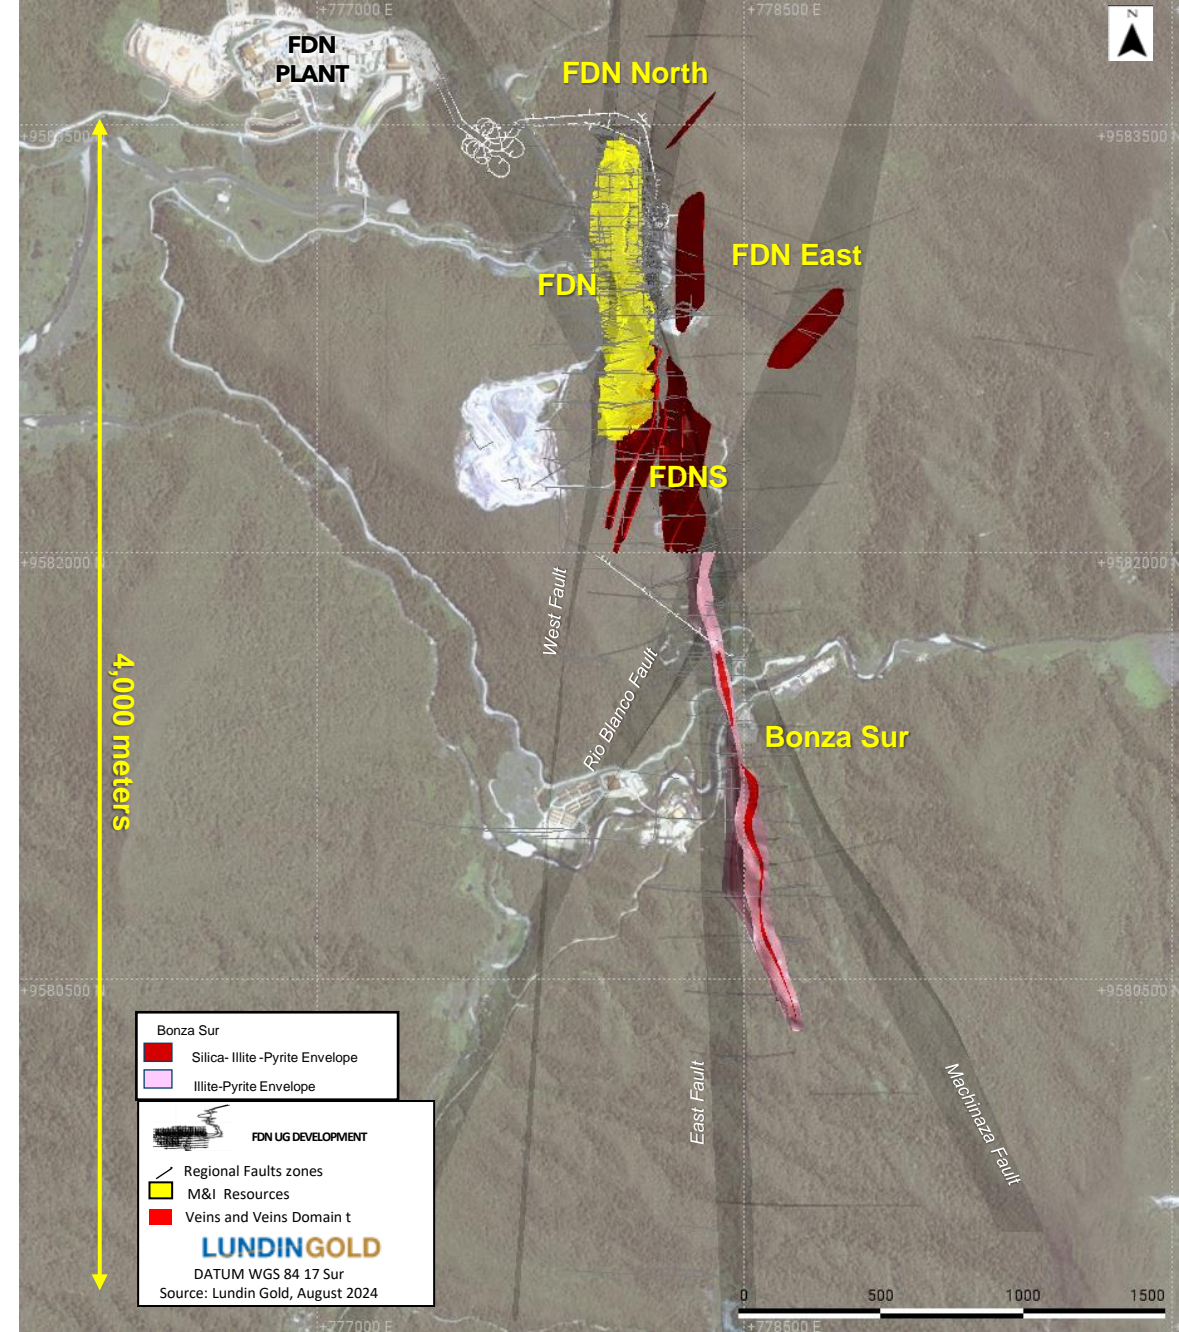 +777000 E
+778500 E
N
FDN
PLANT
FDN North
+9583500
+9583500 N
FDN East
FDN
FDNS
+9582000 N
+9582000 N
West Fault
Rio Blanco Fault
4,000 meters
Bonza Sur
+9580500 N
+9580500 N
East Fault
Machinaza Fault
Bonza Sur
Silica- Illite -Pyrite Envelope
Illite-Pyrite Envelope
FDN UG DEVELOPMENT
Regional Faults zones
M&I Resources
Veins and Veins Domain t
LUNDINGOLD
DATUM WGS 84 17 Sur
Source: Lundin Gold, August 2024
0 500 1000 1500
+777000 E
+778500 E